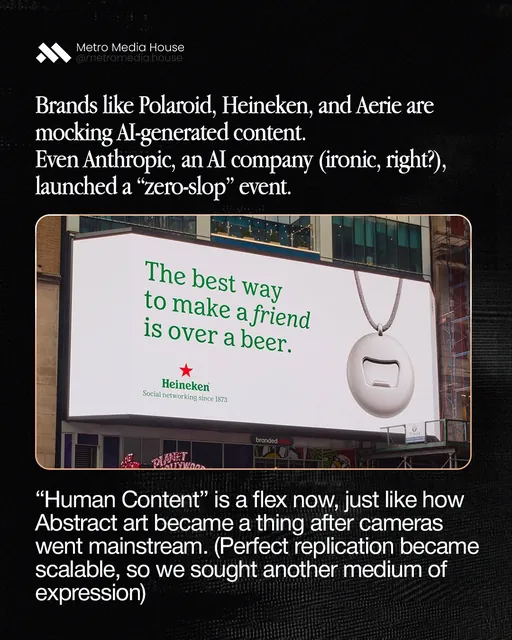 Metro Media House
@metromedia.house
Brands like Polaroid, Heineken, and Aerie are
mocking AI-generated content.
Even Anthropic, an AI company (ironic, right?),
launched a “zero-slop” event.
The best way
to make a friend
is over a beer.
Heineken
Social networking since 1873
branded
PLANET
HOLLYWOOD
“Human Content” is a flex now, just like how
Abstract art became a thing after cameras
went mainstream. (Perfect replication became
scalable, so we sought another medium of
expression)